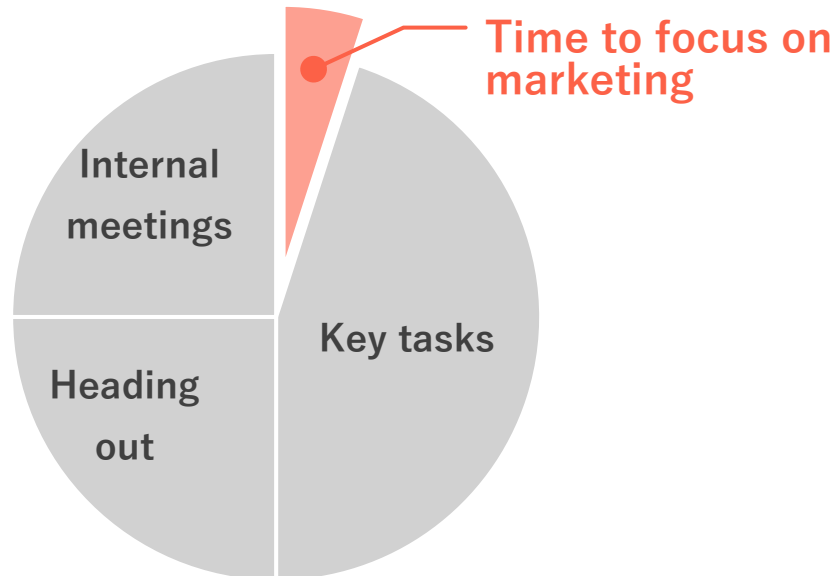 Time to focus on
marketing
Internal
meetings
Key tasks
Heading
out